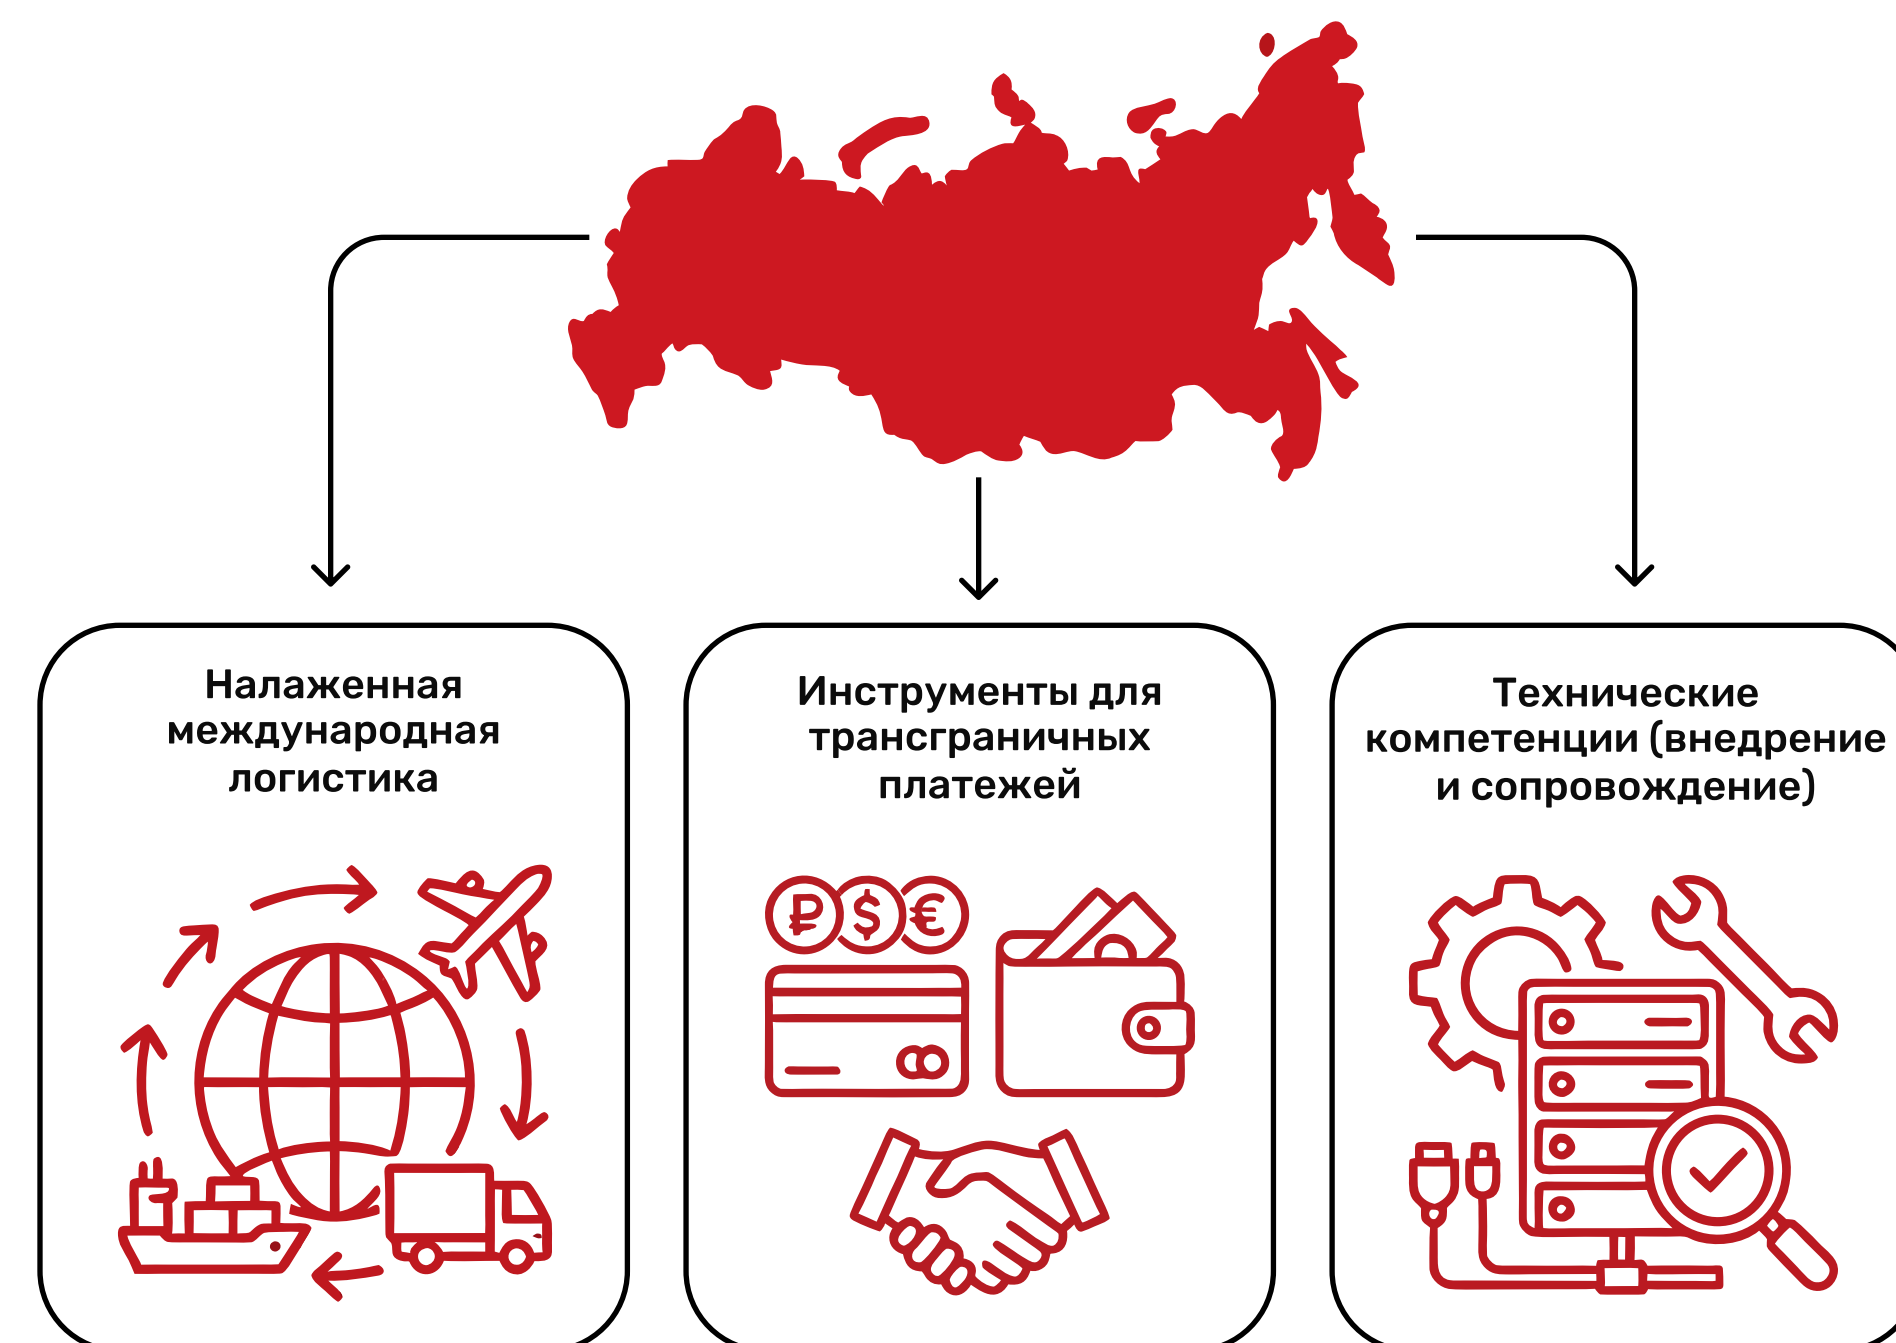 Налаженная
международная
логистика
Инструменты для
трансграничных
платежей
Технические
компетенции (внедрение
и сопровождение)
₽ $ €